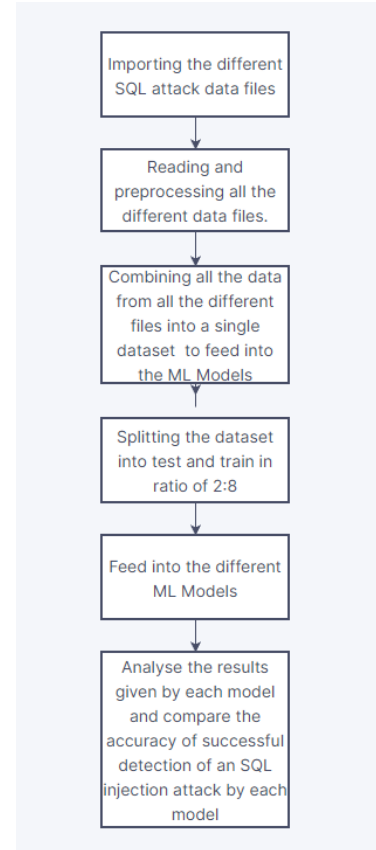 Importing the different
SQL attack data files
Reading and
preprocessing all the
different data files.
Combining all the data
from all the different
files into a single
dataset to feed into
the ML Models
Splitting the dataset
into test and train in
ratio of 2:8
Feed into the different
ML Models
Analyse the results
given by each model
and compare the
accuracy of successful
detection of an SQL
injection attack by each
model